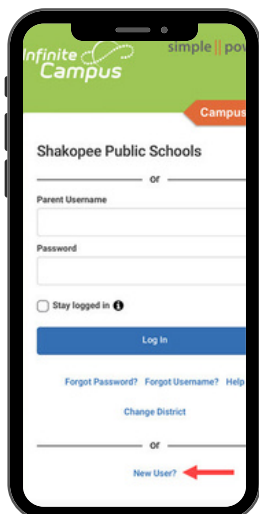 Infinite
Campus
simple || pow
Campus
Shakopee Public Schools
or
Parent Username
Password
Stay logged in
Log In
Forgot Password? Forgot Username? Help
Change District
or
New User?